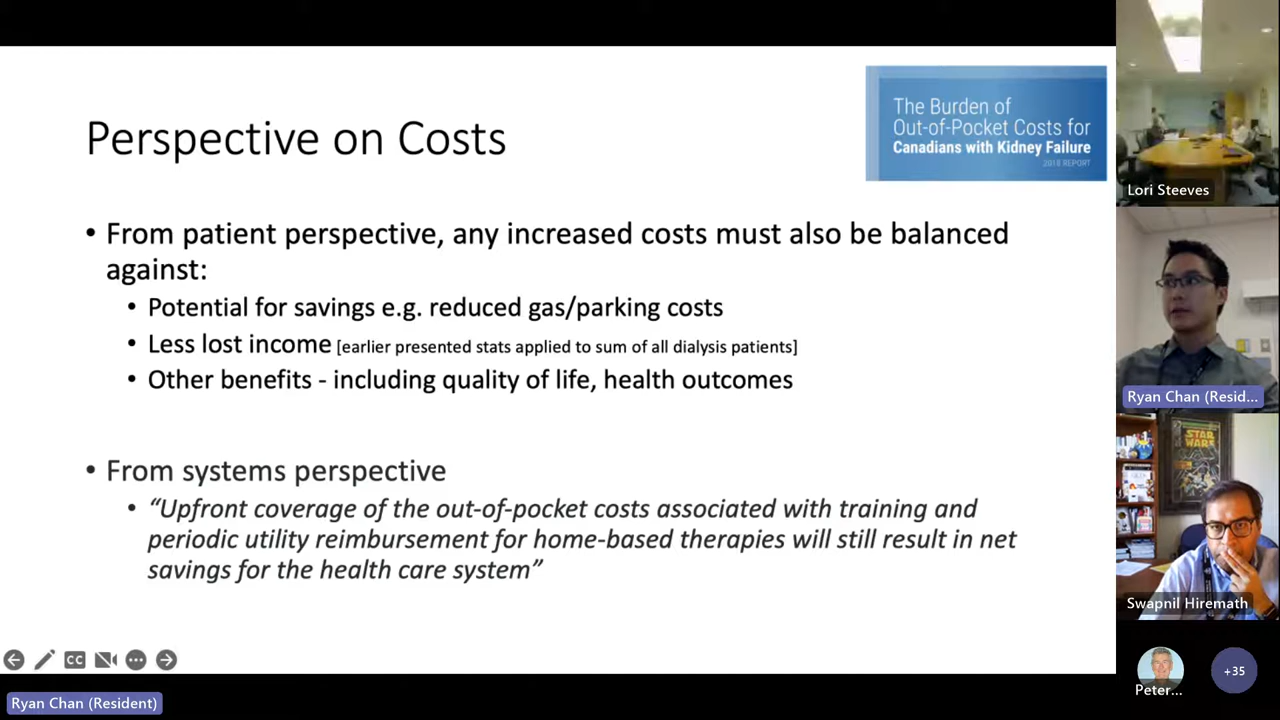 Perspective on Costs
The Burden of
Out-of-Pocket Costs for
Canadians with Kidney Failure
2018 REPORT
• From patient perspective, any increased costs must also be balanced
against:
• Potential for savings e.g. reduced gas/parking costs
• Less lost income [earlier presented stats applied to sum of all dialysis patients]
• Other benefits - including quality of life, health outcomes
• From systems perspective
• “Upfront coverage of the out-of-pocket costs associated with training and
periodic utility reimbursement for home-based therapies will still result in net
savings for the health care system”
CC
Ryan Chan (Resident)
Lori Steeves
Ryan Chan (Resid...
STAR
WARS
Swapnil Hiremath
Peter...
+35